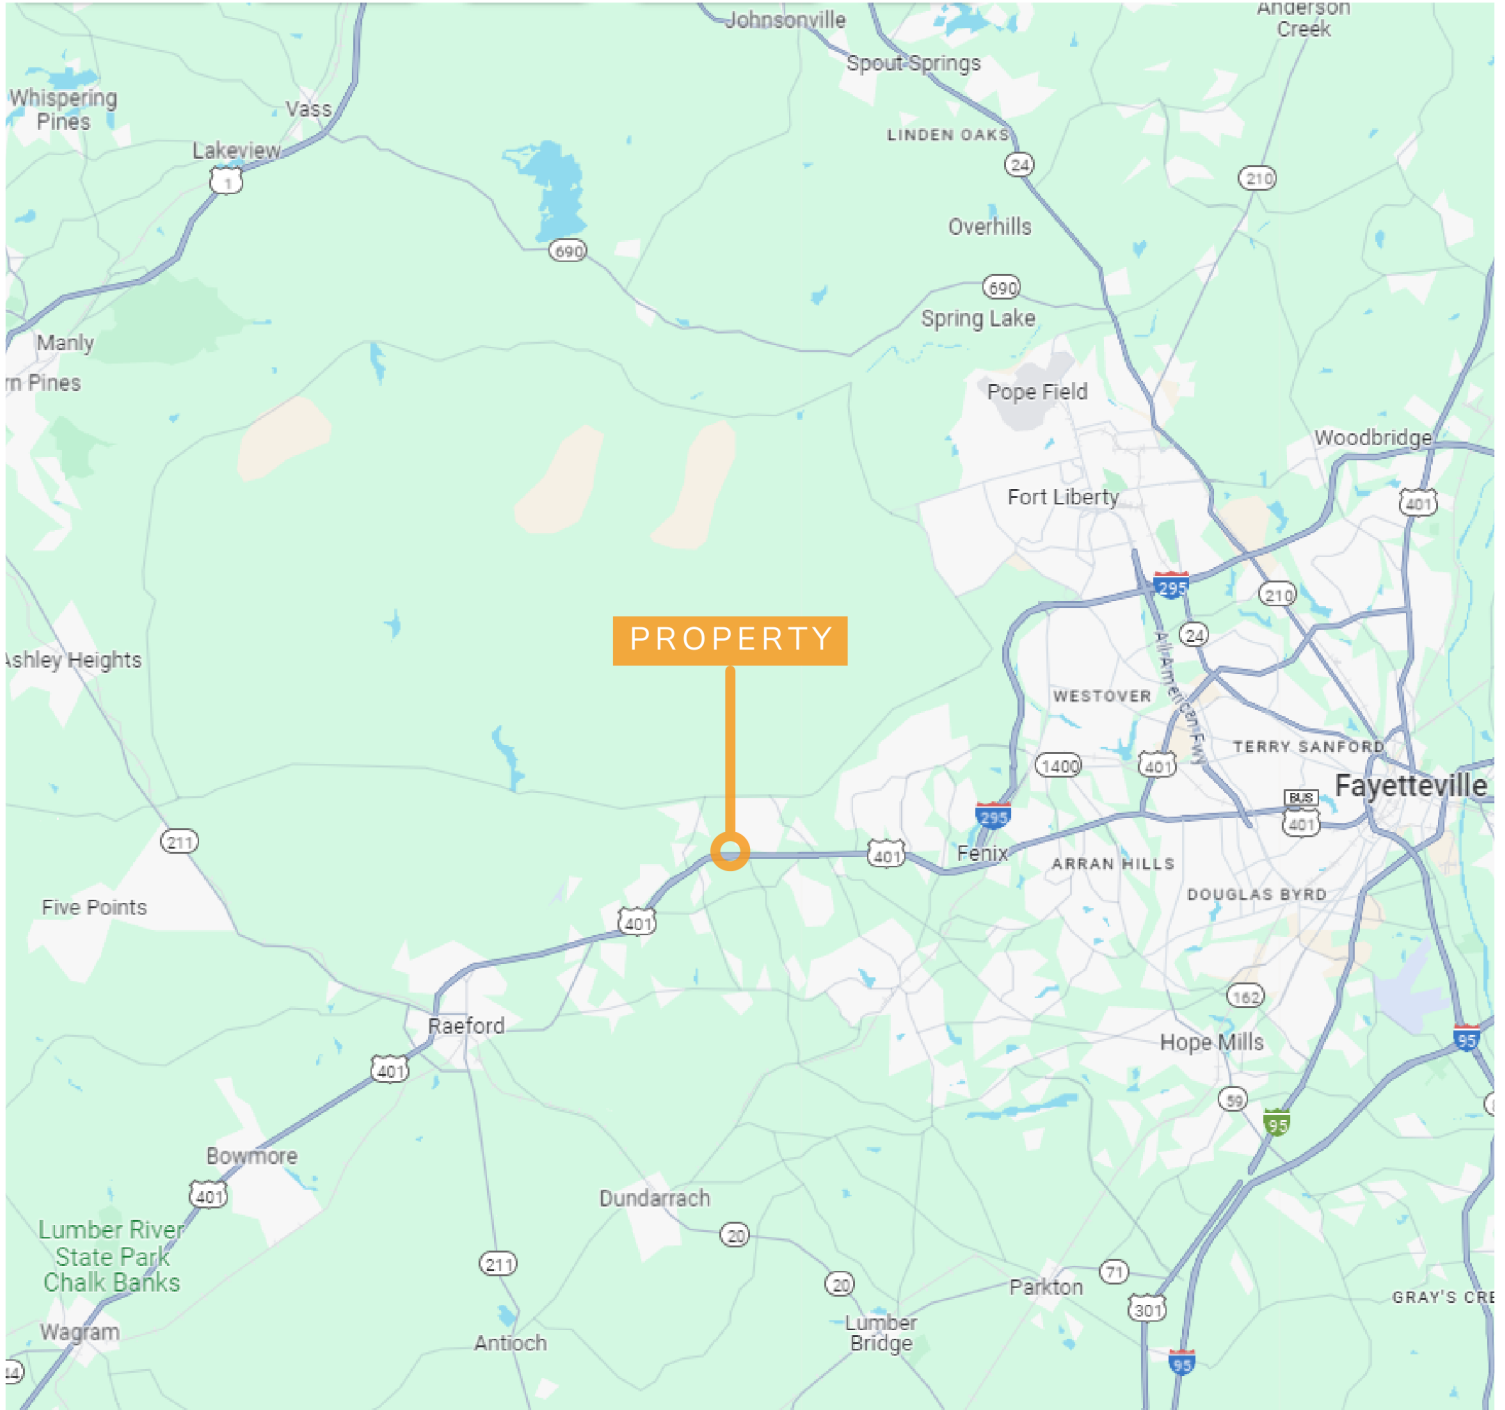 Johnsonville
Anderson
Creek
Spout Springs
Whispering
Pines
Vass
LINDEN OAKS
Lakeview
24
1
210
Overhills
690
690
Spring Lake
Manly
rn Pines
Pope Field
Woodbridge
Fort Liberty
401
295
210
24
PROPERTY
Ashley Heights
All American Fwy
WESTOVER
TERRY SANFORD
1400
401
Fayetteville
BUS
401
295
211
401
Fenix
ARRAN HILLS
DOUGLAS BYRD
Five Points
401
162
Raeford
Hope Mills
95
401
59
95
Bowmore
401
Dundarrach
Lumber River
State Park
Chalk Banks
20
211
71
20
Parkton
GRAY'S CRE
301
Lumber
Bridge
Wagram
Antioch
95
44